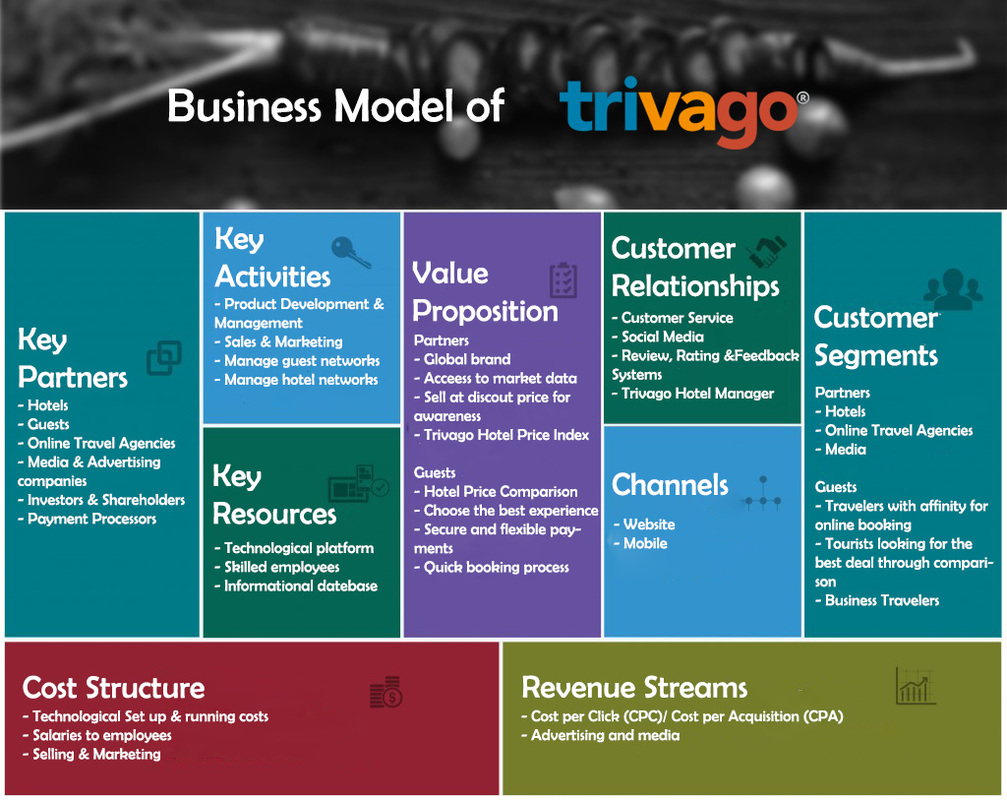 Business Model of trivago®
Key
Partners
- Hotels
- Guests
- Online Travel Agencies
- Media & Advertising
companies
- Investors & Shareholders
- Payment Processors
Key
Activities
- Product Development &
Management
- Sales & Marketing
- Manage guest networks
- Manage hotel networks
Key
Resources
- Technological platform
- Skilled employees
- Informational datebase
Value
Proposition
Partners
- Global brand
- Acceess to market data
- Sell at discout price for
awareness
- Trivago Hotel Price Index
Guests
- Hotel Price Comparison
- Choose the best experience
- Secure and flexible pay-
ments
- Quick booking process
Customer
Relationships
- Customer Service
- Social Media
- Review, Rating &Feedback
Systems
- Trivago Hotel Manager
Channels
- Website
- Mobile
Customer
Segments
Partners
- Hotels
- Online Travel Agencies
- Media
Guests
- Travelers with affinity for
online booking
- Tourists looking for the
best deal through compari-
son
- Business Travelers
Cost Structure
- Technological Set up & running costs
- Salaries to employees
- Selling & Marketing
Revenue Streams
- Cost per Click (CPC)/ Cost per Acquisition (CPA)
- Advertising and media